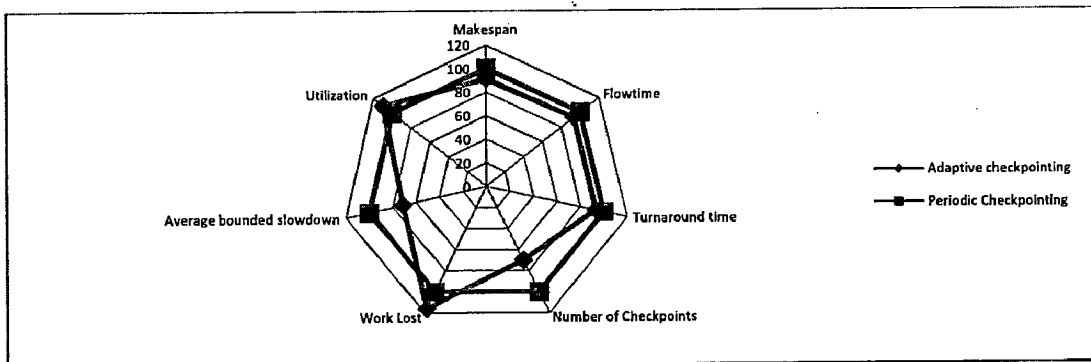 Makespan
120
100
80
60
40
20
0
Flowtime
Turnaround time
Number of Checkpoints
Work Lost
Average bounded slowdown
Utilization
Adaptive checkpointing
Periodic Checkpointing